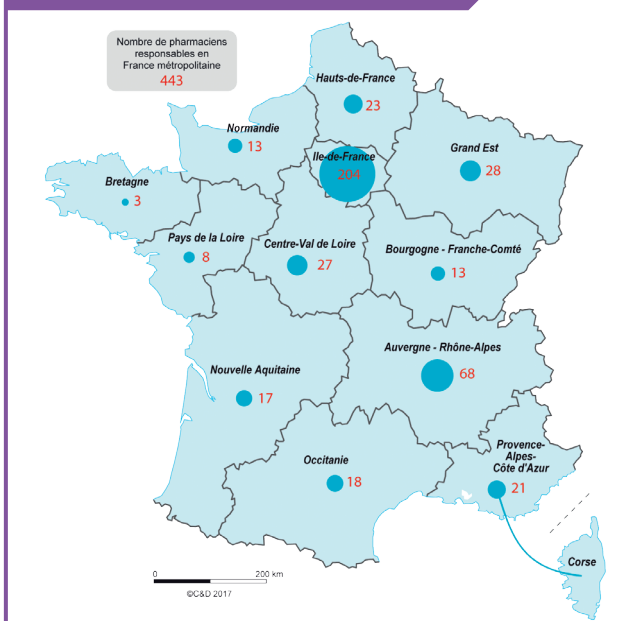 Nombre de pharmaciens
responsables en
France métropolitaine
443
Hauts-de-France
23
Normandie
13
Ile-de-France
204
Grand Est
28
Bretagne
3
Pays de la Loire
8
Centre-Val de Loire
27
Bourgogne - Franche-Comté
13
Auvergne - Rhône-Alpes
68
Nouvelle Aquitaine
17
Occitanie
18
Provence-
Alpes-
Côte d'Azur
21
Corse
0 200 km
©C&D 2017